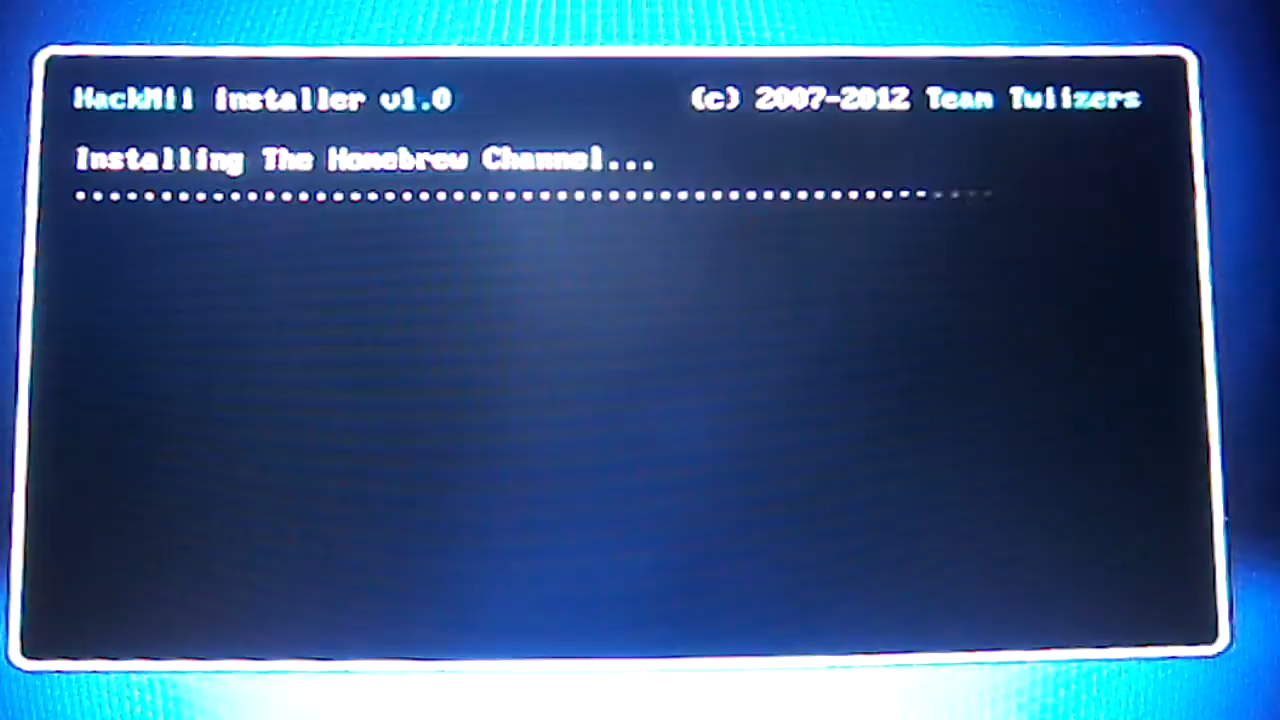 HackMii installer v1.0 (c) 2007-2012 Team Twiizers
Installing The Homebrew Channel...